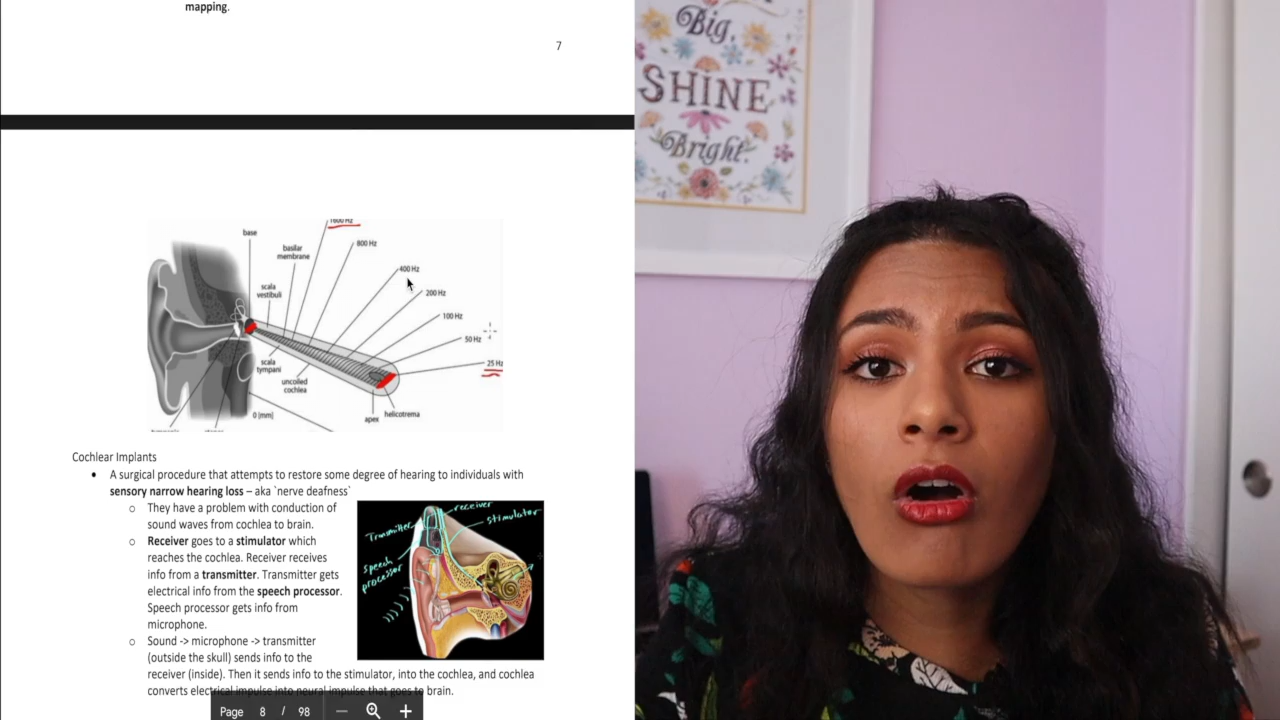 mapping.
7
1600 Hz
base
800 Hz
basilar
membrane
400 Hz
scala
vestibuli
200 Hz
100 Hz
50 Hz
scala
tympani
25 Hz
uncoiled
cochlea
0 [mm]
apex
helicotrema
Cochlear Implants
• A surgical procedure that attempts to restore some degree of hearing to individuals with
sensory narrow hearing loss – aka `nerve deafness`
o They have a problem with conduction of
sound waves from cochlea to brain.
o Receiver goes to a stimulator which
reaches the cochlea. Receiver receives
info from a transmitter. Transmitter gets
electrical info from the speech processor.
Speech processor gets info from
microphone.
o Sound -> microphone -> transmitter
(outside the skull) sends info to the
receiver (inside). Then it sends info to the stimulator, into the cochlea, and cochlea
converts electrical impulse into neural impulse that goes to brain.
receiver
Transmitter
stimulator
speech
processor
Page 8 / 98
Big,
SHINE
Bright.